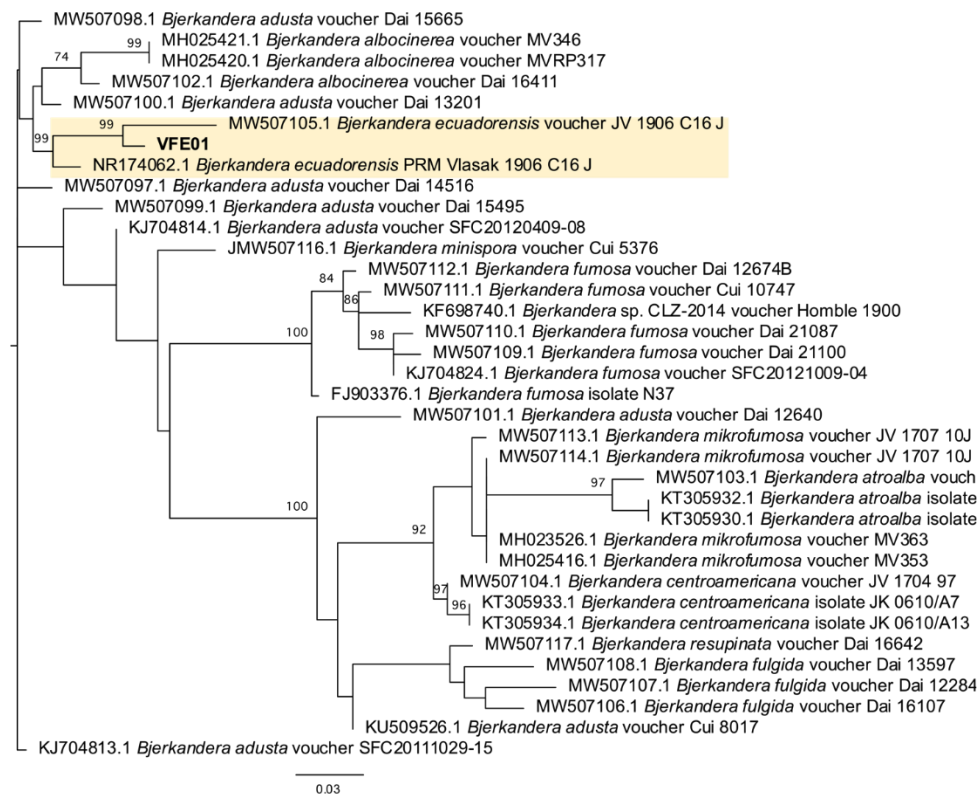 MW507098.1 Bjerkandera adusta voucher Dai 15665
99 MH025421.1 Bjerkandera albocinerea voucher MV346
74 MH025420.1 Bjerkandera albocinerea voucher MVRP317
MW507102.1 Bjerkandera albocinerea voucher Dai 16411
MW507100.1 Bjerkandera adusta voucher Dai 13201
99 MW507105.1 Bjerkandera ecuadorensis voucher JV 1906 C16 J
99 VFE01
NR174062.1 Bjerkandera ecuadorensis PRM Vlasak 1906 C16 J
MW507097.1 Bjerkandera adusta voucher Dai 14516
MW507099.1 Bjerkandera adusta voucher Dai 15495
KJ704814.1 Bjerkandera adusta voucher SFC20120409-08
JMW507116.1 Bjerkandera minispora voucher Cui 5376
84 MW507112.1 Bjerkandera fumosa voucher Dai 12674B
86 MW507111.1 Bjerkandera fumosa voucher Cui 10747
KF698740.1 Bjerkandera sp. CLZ-2014 voucher Homble 1900
100 98 MW507110.1 Bjerkandera fumosa voucher Dai 21087
MW507109.1 Bjerkandera fumosa voucher Dai 21100
KJ704824.1 Bjerkandera fumosa voucher SFC20121009-04
FJ903376.1 Bjerkandera fumosa isolate N37
MW507101.1 Bjerkandera adusta voucher Dai 12640
MW507113.1 Bjerkandera mikrofumosa voucher JV 1707 10J
MW507114.1 Bjerkandera mikrofumosa voucher JV 1707 10J
97 MW507103.1 Bjerkandera atroalba vouch
KT305932.1 Bjerkandera atroalba isolate
100 KT305930.1 Bjerkandera atroalba isolate
92 MH023526.1 Bjerkandera mikrofumosa voucher MV363
MH025416.1 Bjerkandera mikrofumosa voucher MV353
97 MW507104.1 Bjerkandera centroamericana voucher JV 1704 97
96 KT305933.1 Bjerkandera centroamericana isolate JK 0610/A7
KT305934.1 Bjerkandera centroamericana isolate JK 0610/A13
MW507117.1 Bjerkandera resupinata voucher Dai 16642
MW507108.1 Bjerkandera fulgida voucher Dai 13597
MW507107.1 Bjerkandera fulgida voucher Dai 12284
MW507106.1 Bjerkandera fulgida voucher Dai 16107
KU509526.1 Bjerkandera adusta voucher Cui 8017
KJ704813.1 Bjerkandera adusta voucher SFC20111029-15
0.03